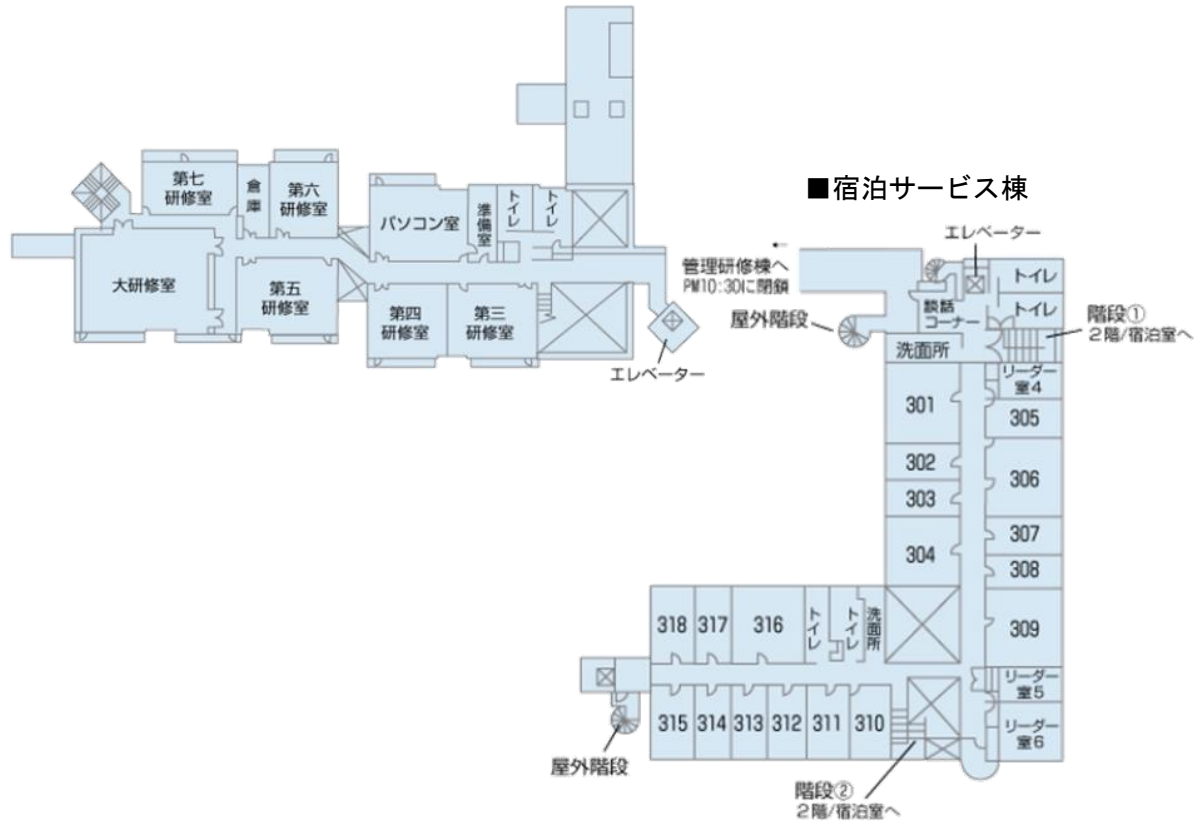 第七
研修室
倉
庫
第六
研修室
大研修室
第五
研修室
パソコン室
準備室
トイレ
トイレ
第四
研修室
第三
研修室
エレベーター
■宿泊サービス棟
エレベーター
←
管理研修棟へ
PM10:30に閉鎖
屋外階段
談話
コーナー
トイレ
トイレ
階段①
2階/宿泊室へ
洗面所
リーダー
室4
301
305
302
306
303
304
307
308
309
リーダー
室5
リーダー
室6
318
317
316
トイレ
トイレ
洗面所
315
314
313
312
311
310
屋外階段
階段②
2階/宿泊室へ